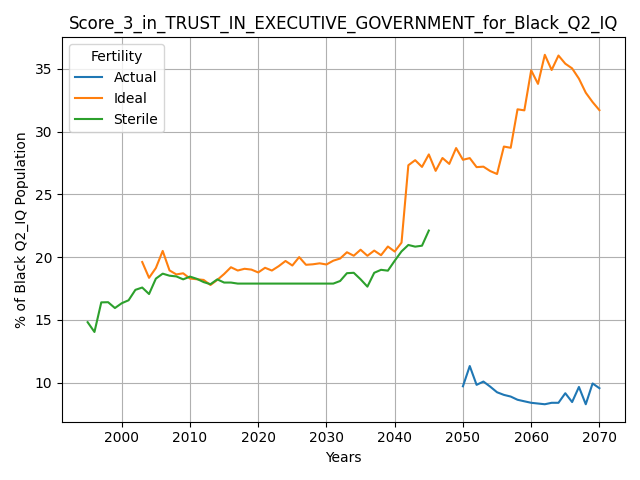 Score_3_in_TRUST_IN_EXECUTIVE_GOVERNMENT_for_Black_Q2_IQ
Fertility
Actual
Ideal
Sterile
% of Black Q2_IQ Population
35
30
25
20
15
10
2000 2010 2020 2030 2040 2050 2060 2070
Years